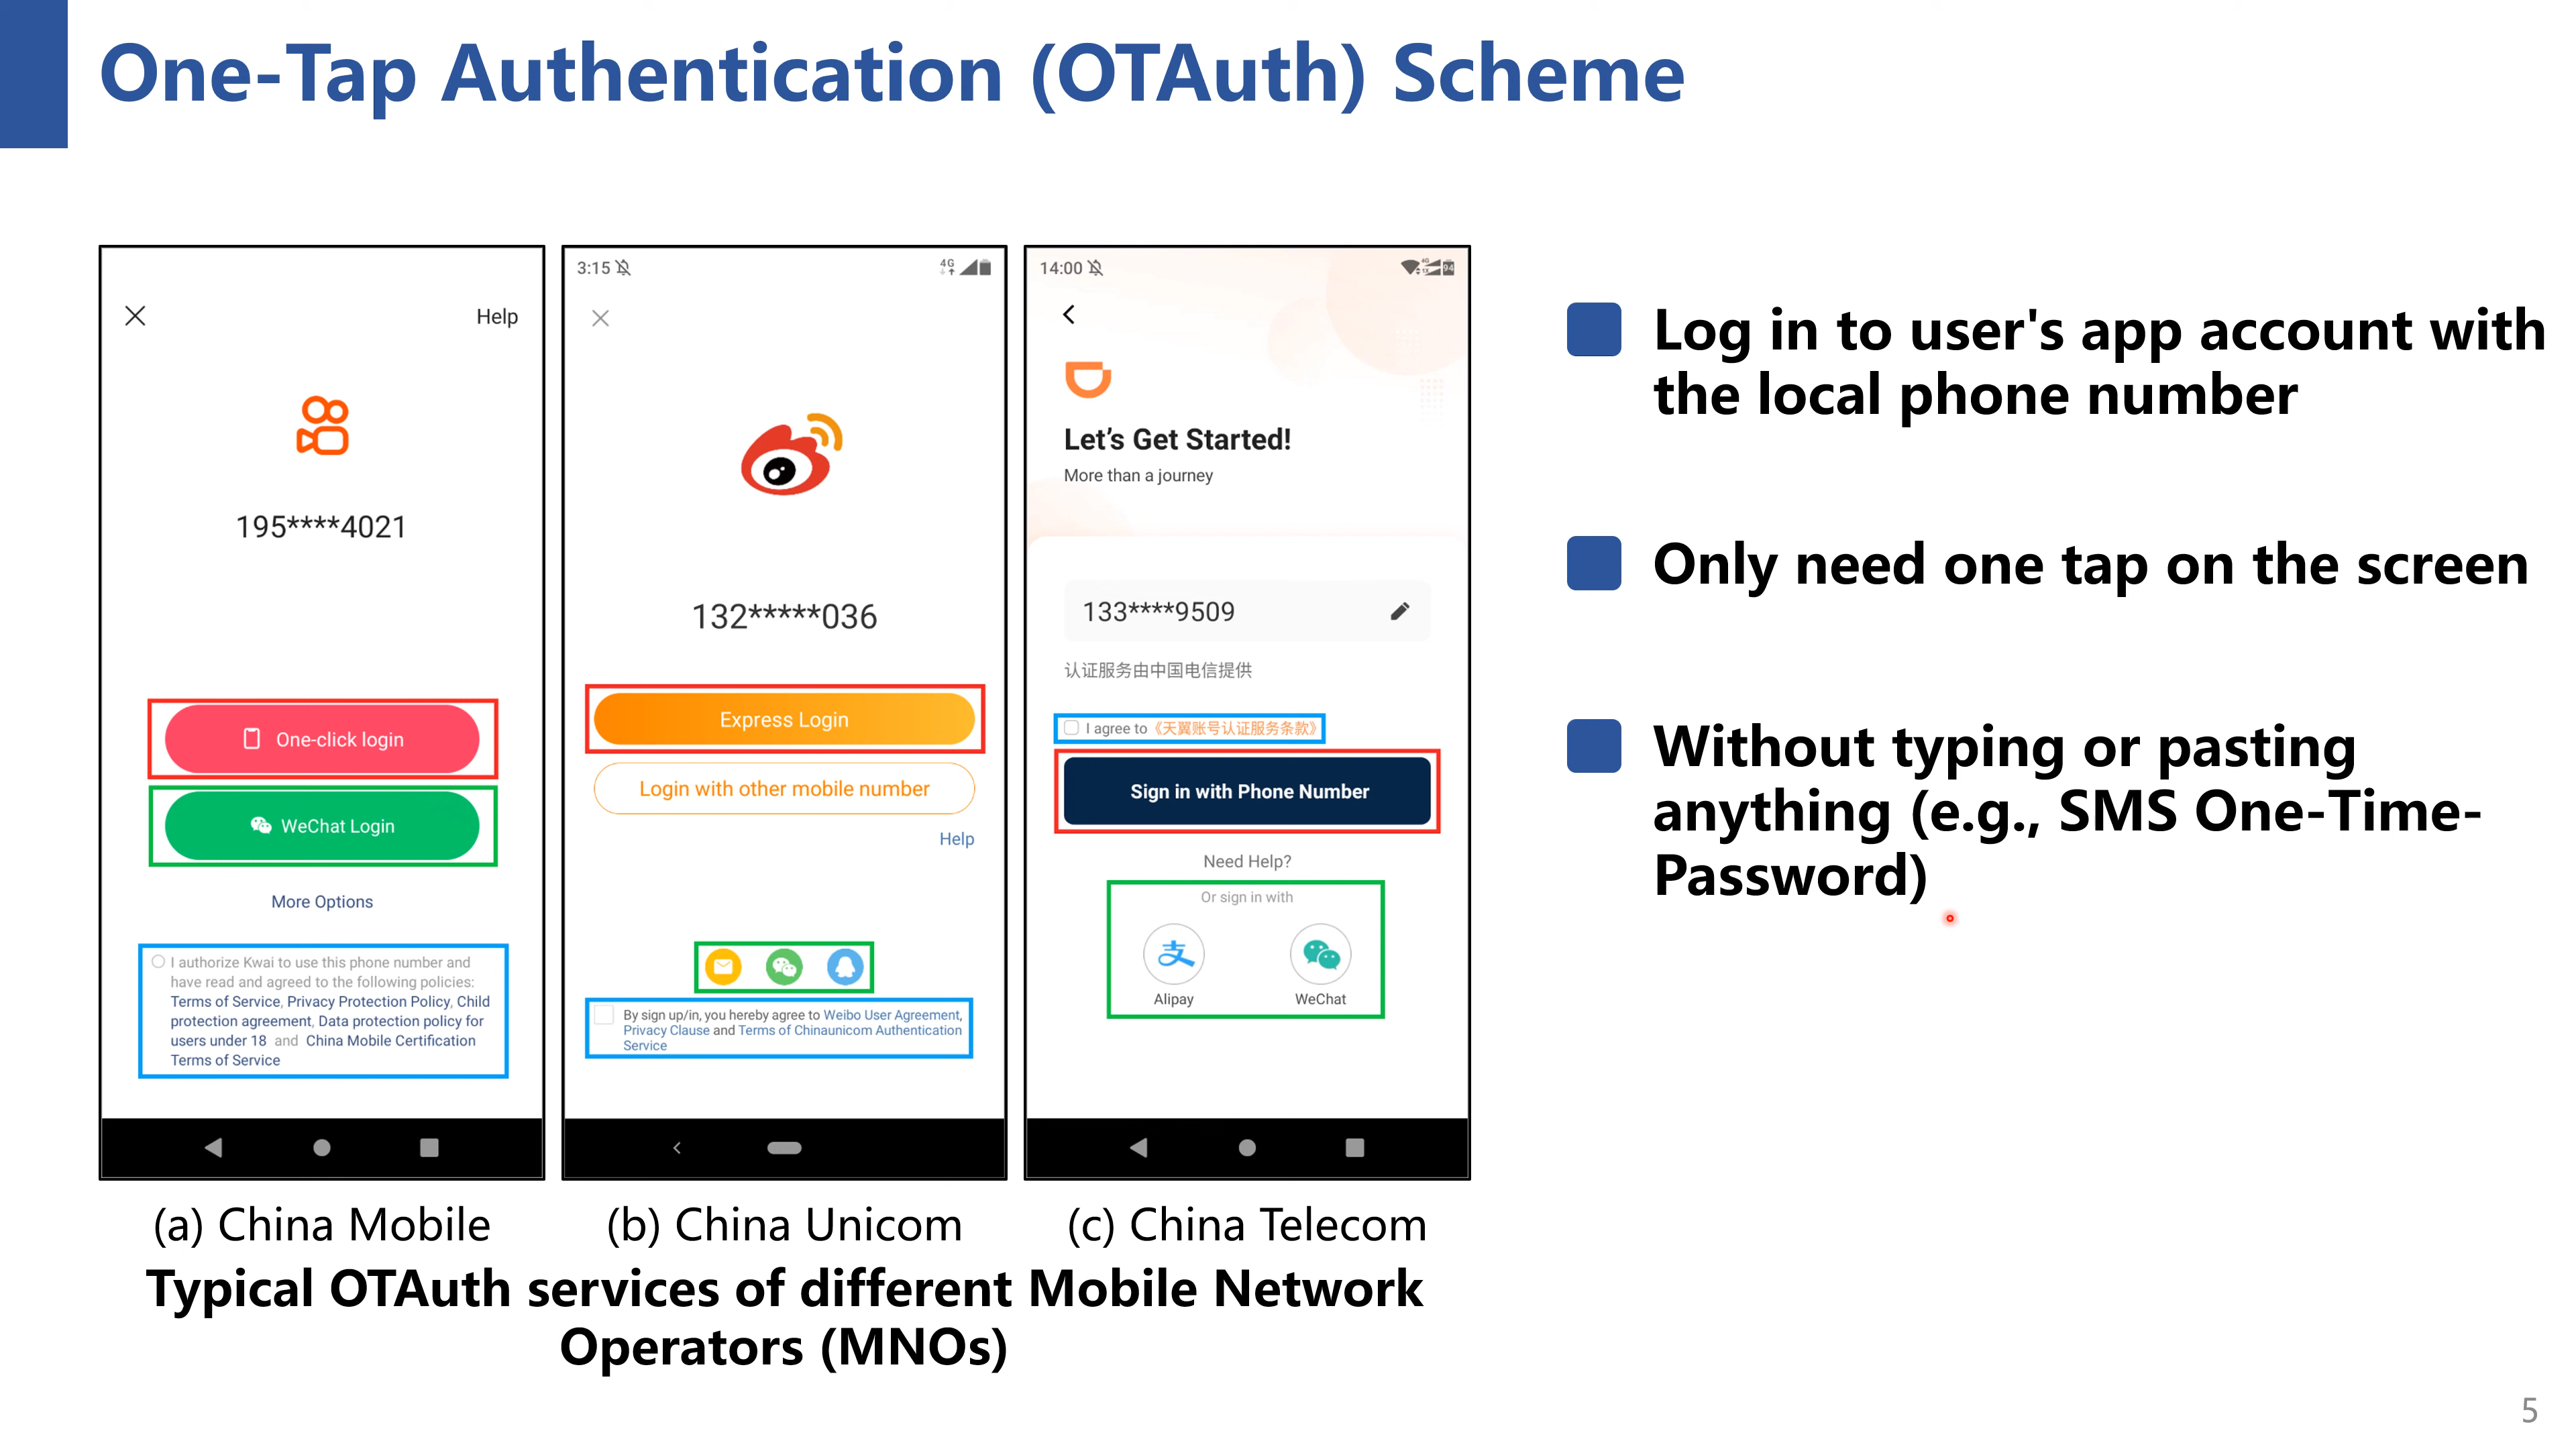 One-Tap Authentication (OTAuth) Scheme
Help
195****4021
One-click login
WeChat Login
More Options
I authorize Kwai to use this phone number and
have read and agreed to the following policies:
Terms of Service, Privacy Protection Policy, Child
protection agreement, Data protection policy for
users under 18 and China Mobile Certification
Terms of Service
(a) China Mobile
3:15
4G
132*****036
Express Login
Login with other mobile number
Help
By sign up/in, you hereby agree to Weibo User Agreement,
Privacy Clause and Terms of Chinaunicom Authentication
Service
(b) China Unicom
14:00
94
Let's Get Started!
More than a journey
133****9509
认证服务由中国电信提供
I agree to《天翼账号认证服务条款》
Sign in with Phone Number
Need Help?
Or sign in with
支
Alipay
WeChat
(c) China Telecom
Typical OTAuth services of different Mobile Network
Operators (MNOs)
Log in to user's app account with
the local phone number
Only need one tap on the screen
Without typing or pasting
anything (e.g., SMS One-Time-
Password)
5